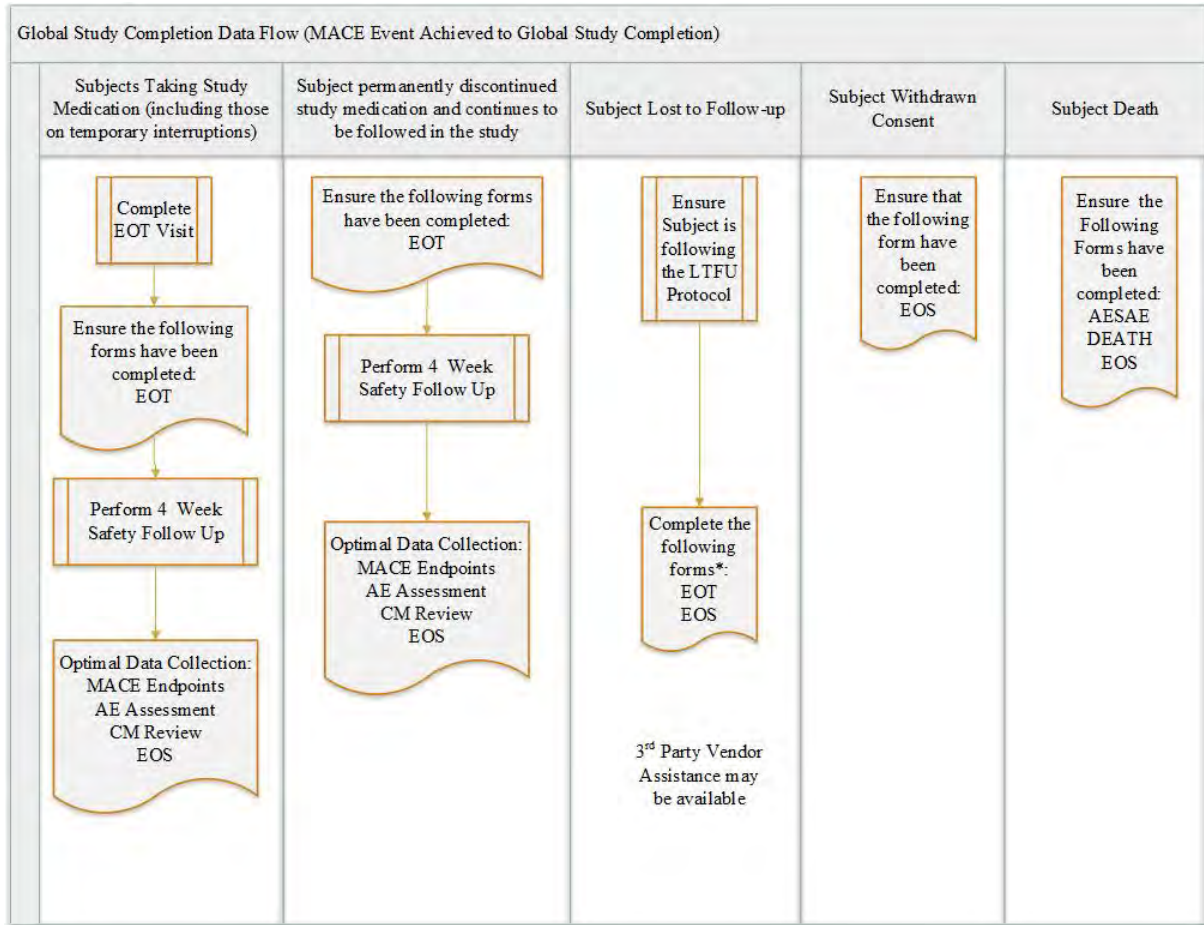 Global Study Completion Data Flow (MACE Event Achieved to Global Study Completion)
Subjects Taking Study
Medication (including those
on temporary interruptions)
Subject permanently discontinued
study medication and continues to
be followed in the study
Subject Lost to Follow-up
Subject Withdrawn
Consent
Subject Death
Complete
EOT Visit
Ensure the following
forms have been
completed:
EOT
Perform 4 Week
Safety Follow Up
Optimal Data Collection:
MACE Endpoints
AE Assessment
CM Review
EOS
Ensure the following forms
have been completed:
EOT
Perform 4 Week
Safety Follow Up
Optimal Data Collection:
MACE Endpoints
AE Assessment
CM Review
EOS
Ensure
Subject is
following
the LTFU
Protocol
Complete the
following
forms*:
EOT
EOS
3rd Party Vendor
Assistance may
be available
Ensure that
the following
form have
been
completed:
EOS
Ensure the
Following
Forms have
been
completed:
AESAE
DEATH
EOS